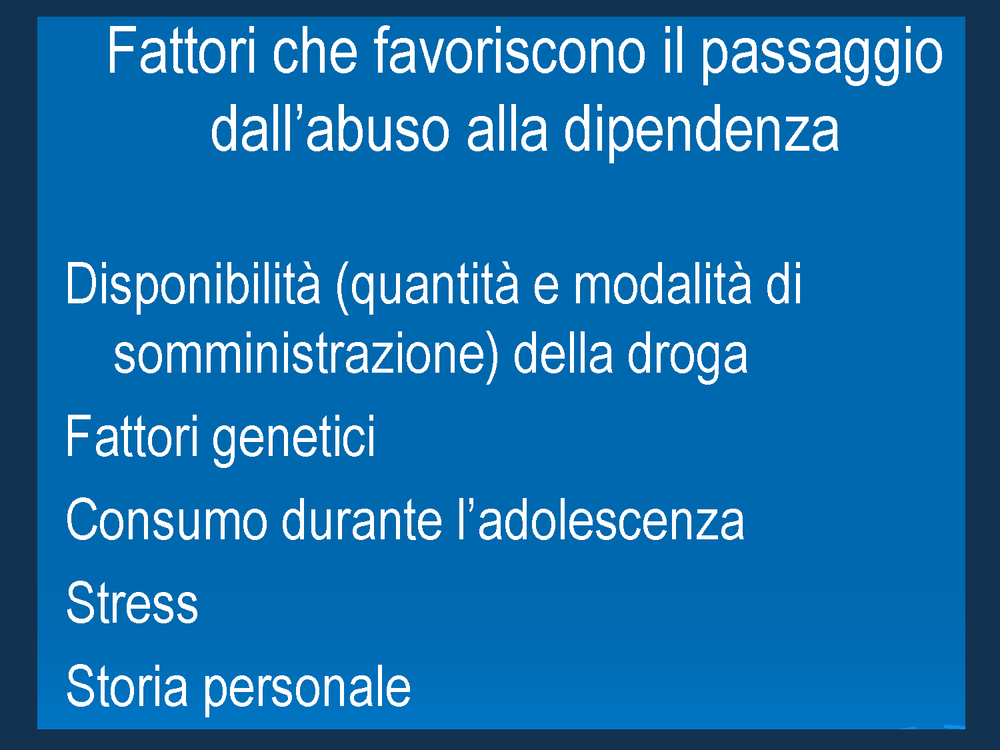 Fattori che favoriscono il passaggio
dall’abuso alla dipendenza
Disponibilità (quantità e modalità di
somministrazione) della droga
Fattori genetici
Consumo durante l’adolescenza
Stress
Storia personale